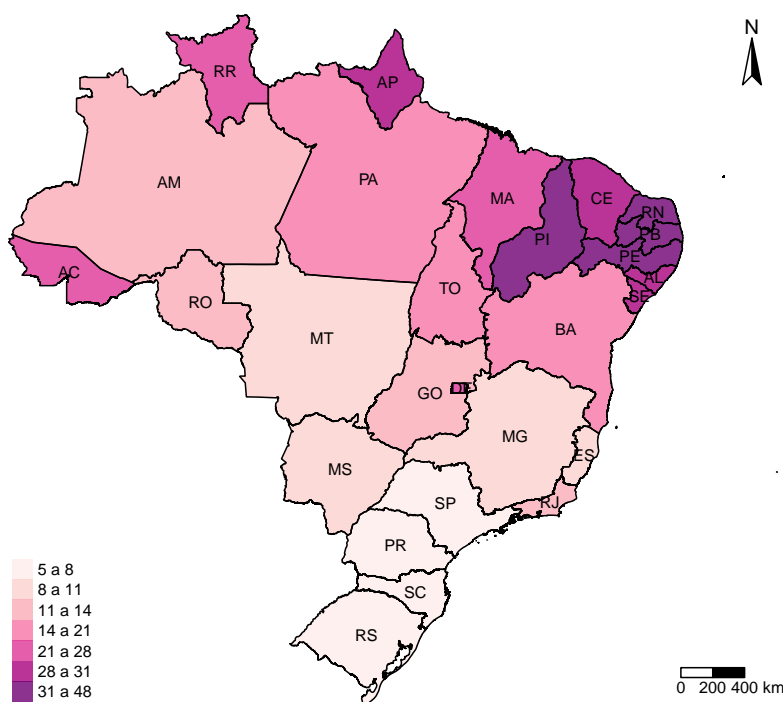 N
RR
AP
AM
PA
MA
CE
RN
PB
PI
PE
AL
AC
SE
TO
RO
BA
MT
GO
DF
MG
ES
MS
SP
RJ
PR
SC
RS
5 a 8
8 a 11
11 a 14
14 a 21
21 a 28
28 a 31
31 a 48
0 200 400 km